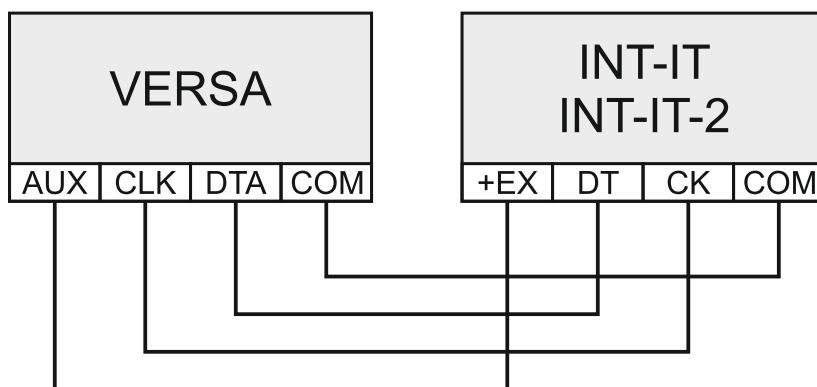 VERSA
INT-IT
INT-IT-2
AUX CLK DTA COM
+EX DT CK COM